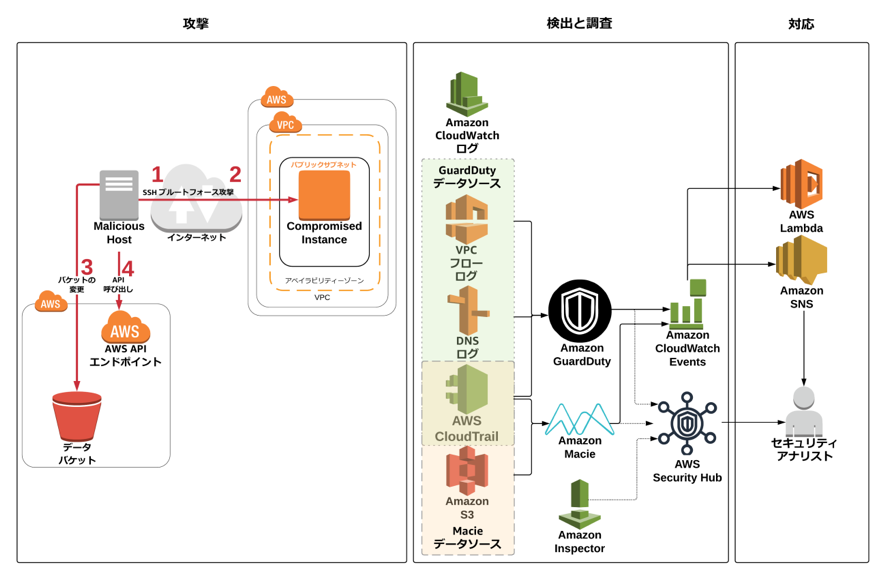 攻撃
検出と調査
対応
AWS
VPC
パブリックサブネット
1
2
SSH ブルートフォース攻撃
インターネット
Malicious
Host
Compromised
Instance
アベイラビリティーゾーン
VPC
3
バケットの
変更
4
API
呼び出し
AWS
AWS
AWS API
エンドポイント
データ
バケット
Amazon
CloudWatch
ログ
GuardDuty
データソース
VPC
フロー
ログ
DNS
ログ
AWS
CloudTrail
Amazon
S3
Macie
データソース
Amazon
GuardDuty
Amazon
Macie
Amazon
Inspector
Amazon
CloudWatch
Events
AWS
Security Hub
AWS
Lambda
Amazon
SNS
セキュリティ
アナリスト